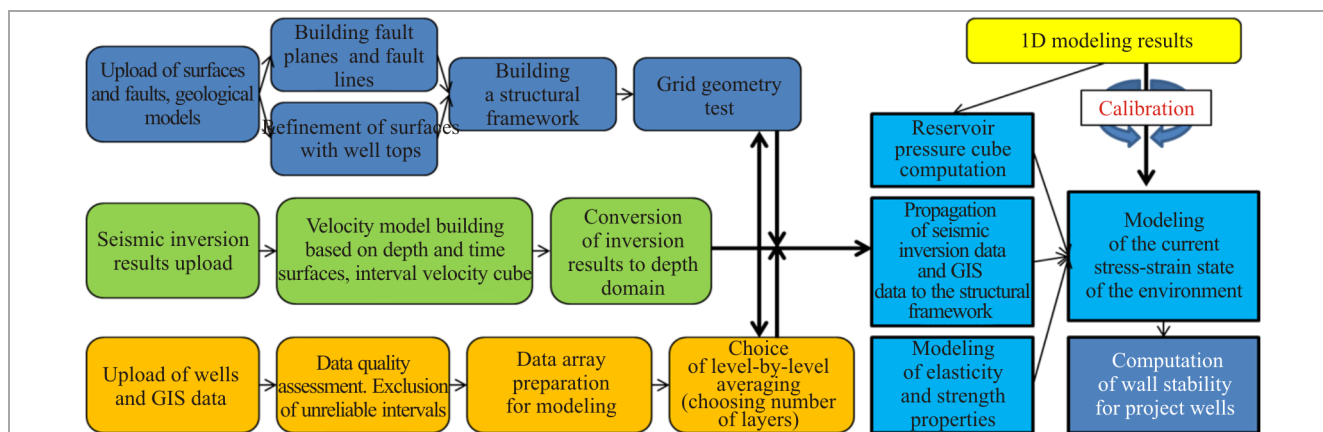 Upload of surfaces
and faults, geological
models
Building fault
planes and fault
lines
Refinement of surfaces
with well tops
Building
a structural
framework
Grid geometry
test
1D modeling results
Calibration
Reservoir
pressure cube
computation
Seismic inversion
results upload
Velocity model building
based on depth and time
surfaces, interval velocity cube
Conversion
of inversion
results to depth
domain
Propagation
of seismic
inversion data
and GIS
data to the structural
framework
Modeling
of the current
stress-strain state
of the environment
Upload of wells
and GIS data
Data quality
assessment. Exclusion
of unreliable intervals
Data array
preparation
for modeling
Choice
of level-by-level
averaging
(choosing number
of layers)
Modeling
of elasticity
and strength
properties
Computation
of wall stability
for project wells